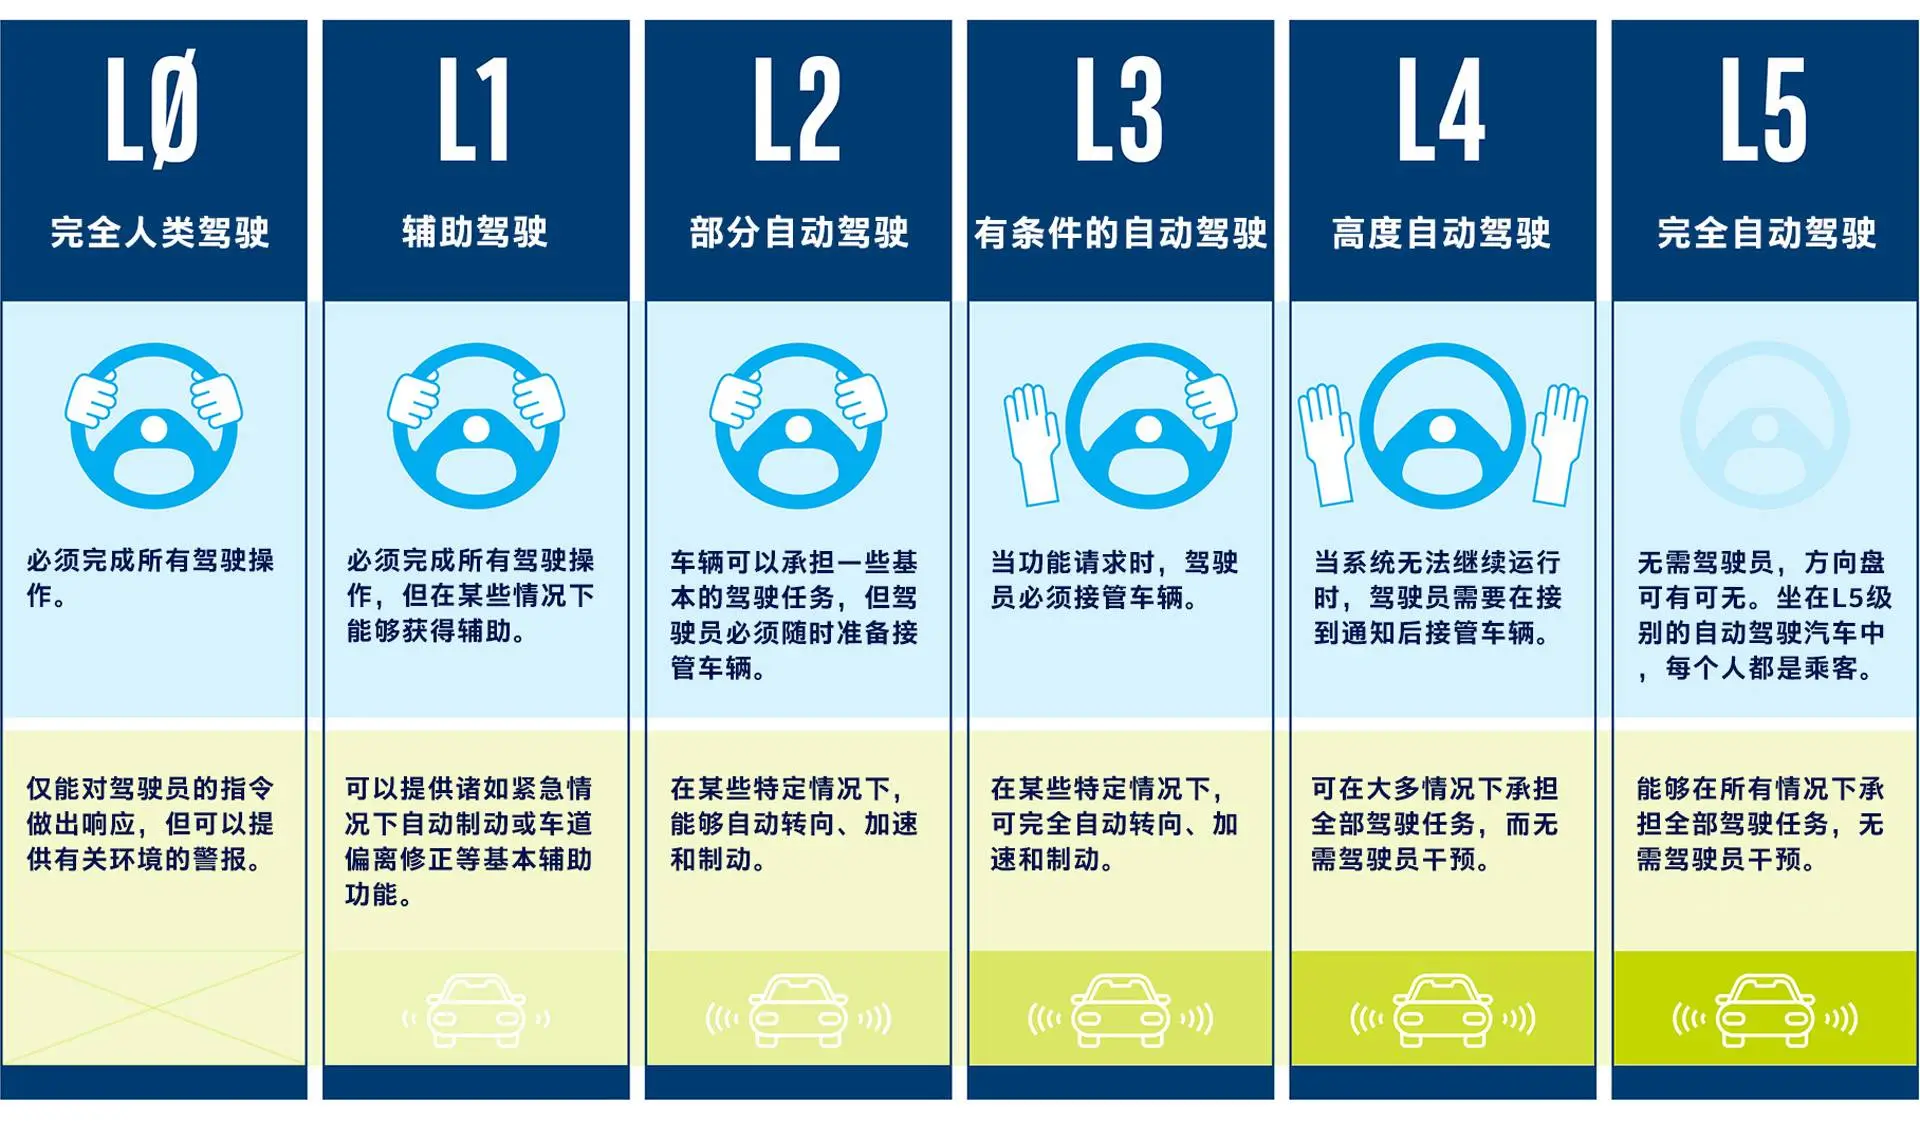 LØ
完全人类驾驶
必须完成所有驾驶操
作。
仅能对驾驶员的指令
做出响应，但可以提
供有关环境的警报。
L1
辅助驾驶
必须完成所有驾驶操
作，但在某些情况下
能够获得辅助。
可以提供诸如紧急情
况下自动制动或车道
偏离修正等基本辅助
功能。
L2
部分自动驾驶
车辆可以承担一些基
本的驾驶任务，但驾
驶员必须随时准备接
管车辆。
在某些特定情况下，
能够自动转向、加速
和制动。
L3
有条件的自动驾驶
当功能请求时，驾驶
员必须接管车辆。
在某些特定情况下，
可完全自动转向、加
速和制动。
L4
高度自动驾驶
当系统无法继续运行
时，驾驶员需要在接
到通知后接管车辆。
可在大多情况下承担
全部驾驶任务，而无
需驾驶员干预。
L5
完全自动驾驶
无需驾驶员，方向盘
可有可无。坐在L5级
别的自动驾驶汽车中
，每个人都是乘客。
能够在所有情况下承
担全部驾驶任务，无
需驾驶员干预。